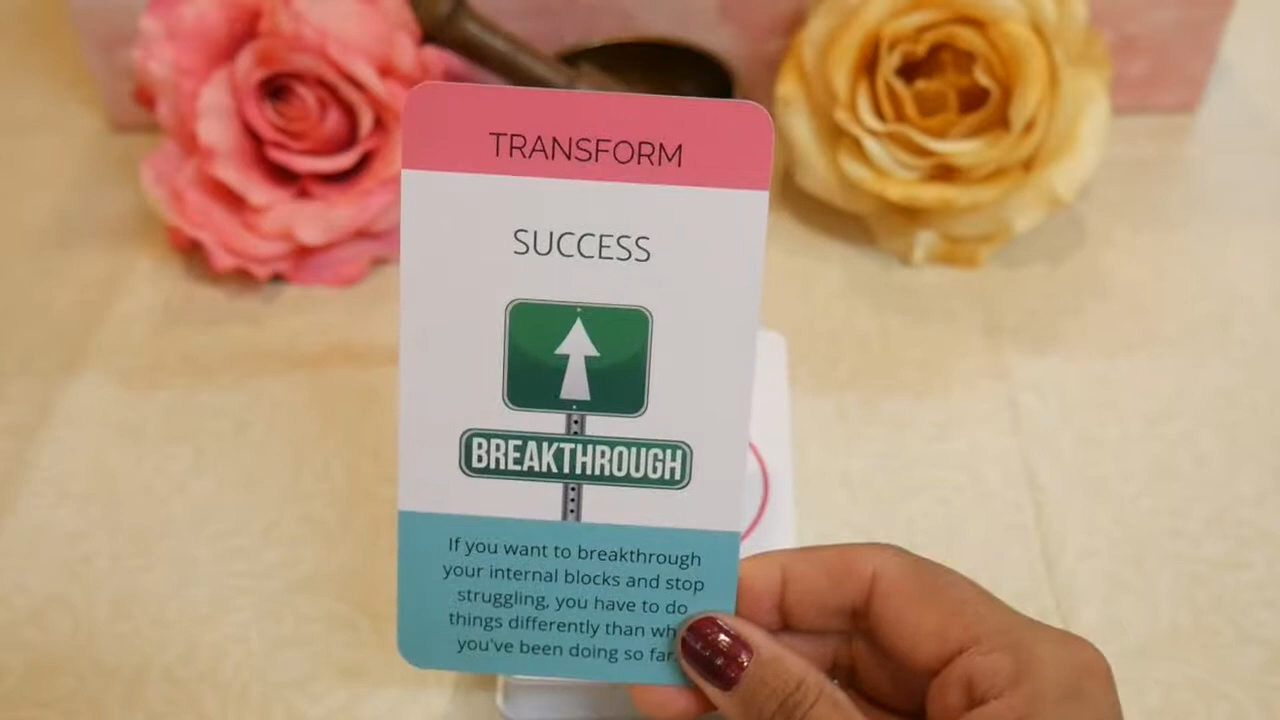 TRANSFORM
SUCCESS
BREAKTHROUGH
If you want to breakthrough
your internal blocks and stop
struggling, you have to do
things differently than
you've been doing so far.